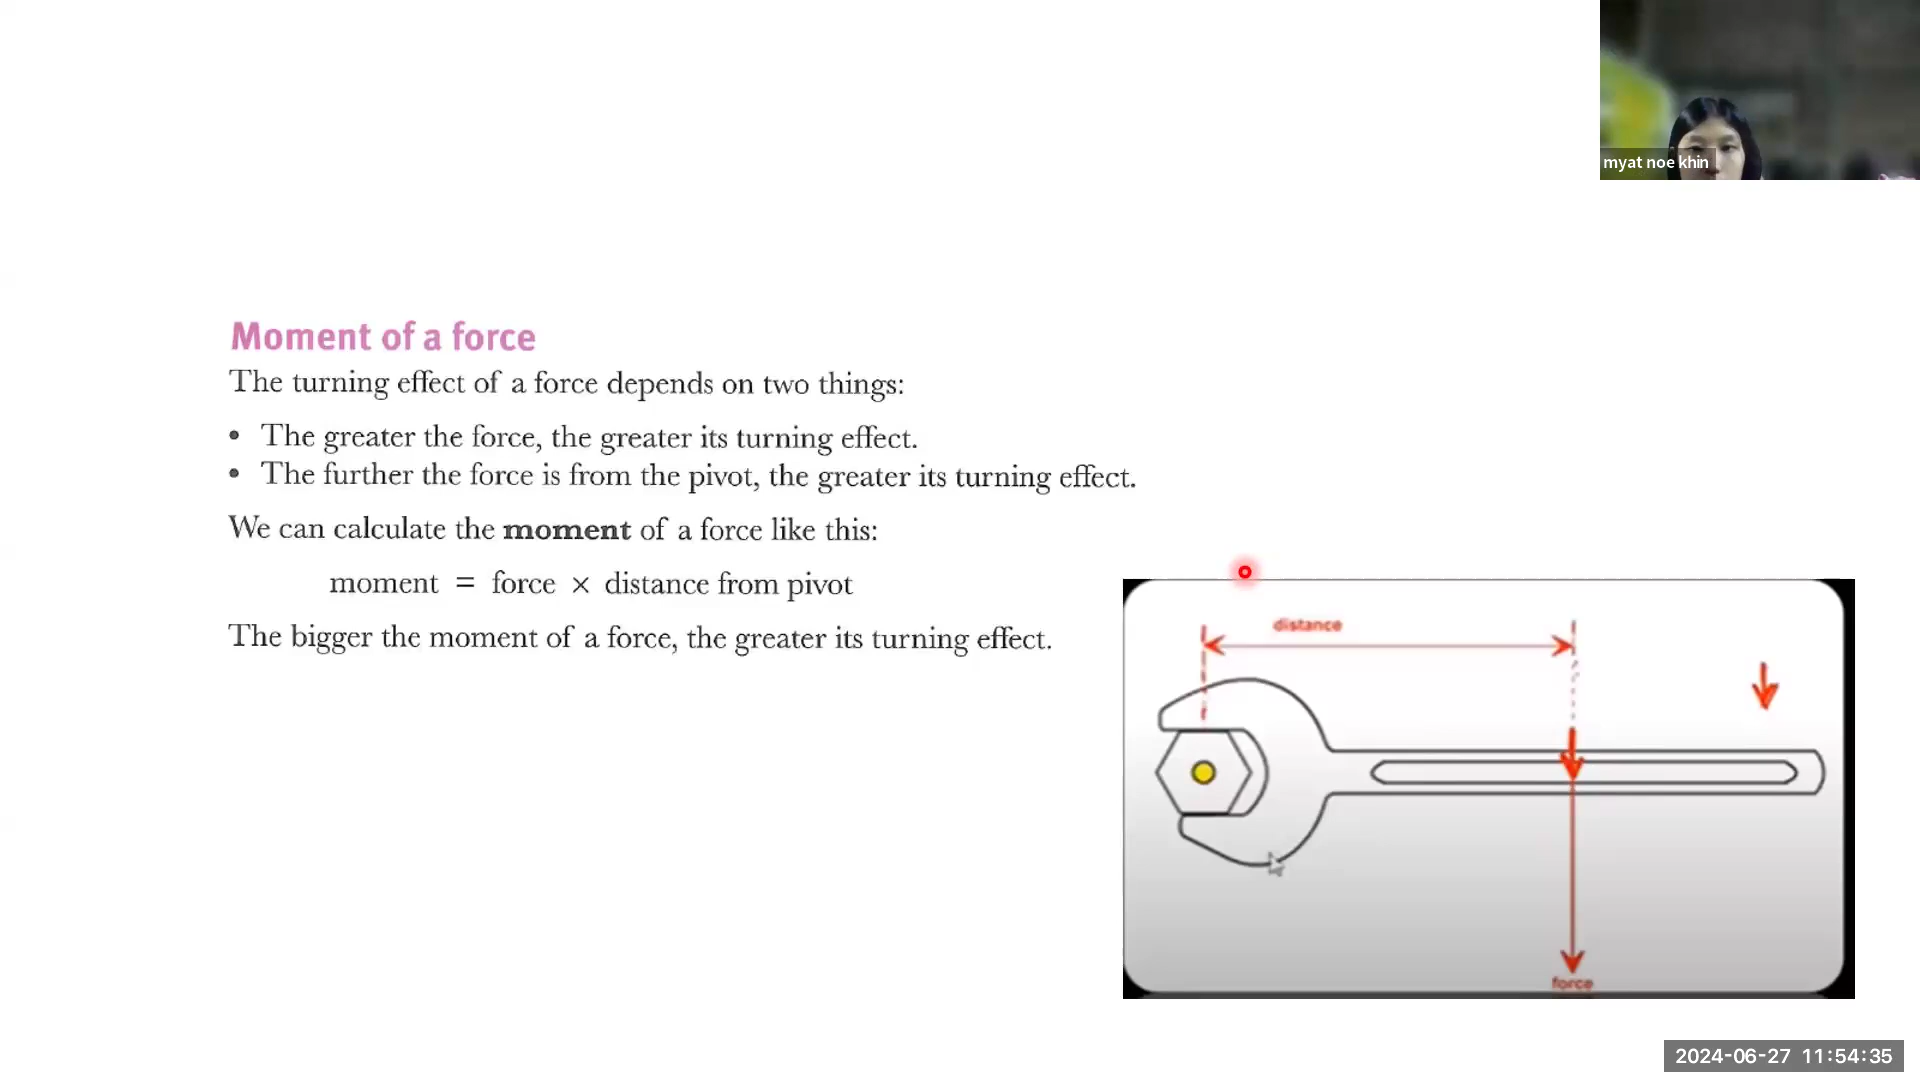 myat noe khin
Moment of a force
The turning effect of a force depends on two things:
• The greater the force, the greater its turning effect.
• The further the force is from the pivot, the greater its turning effect.
We can calculate the moment of a force like this:
moment = force × distance from pivot
The bigger the moment of a force, the greater its turning effect.
distance
force
2024-06-27 11:54:35